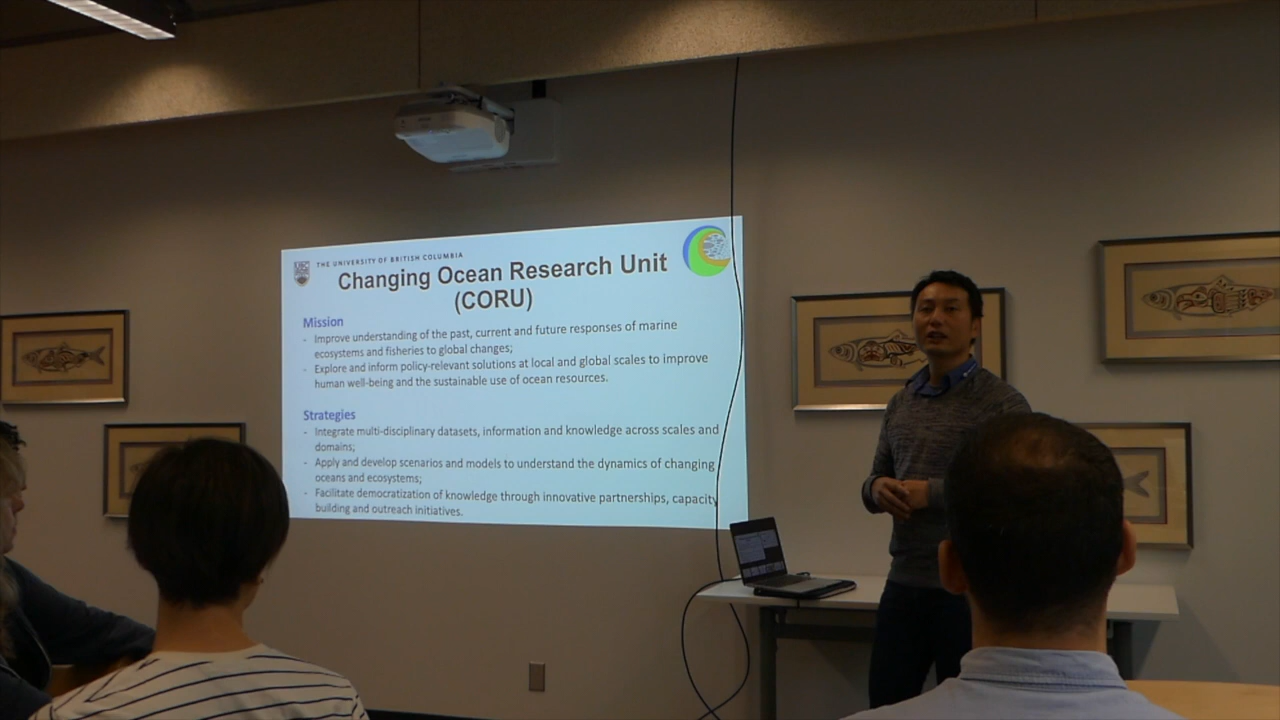 THE UNIVERSITY OF BRITISH COLUMBIA
Changing Ocean Research Unit
(CORU)
Mission
- Improve understanding of the past, current and future responses of marine
ecosystems and fisheries to global changes;
- Explore and inform policy-relevant solutions at local and global scales to improve
human well-being and the sustainable use of ocean resources.
Strategies
- Integrate multi-disciplinary datasets, information and knowledge across scales and
domains;
- Apply and develop scenarios and models to understand the dynamics of changing
oceans and ecosystems;
- Facilitate democratization of knowledge through innovative partnerships, capacity
building and outreach initiatives.